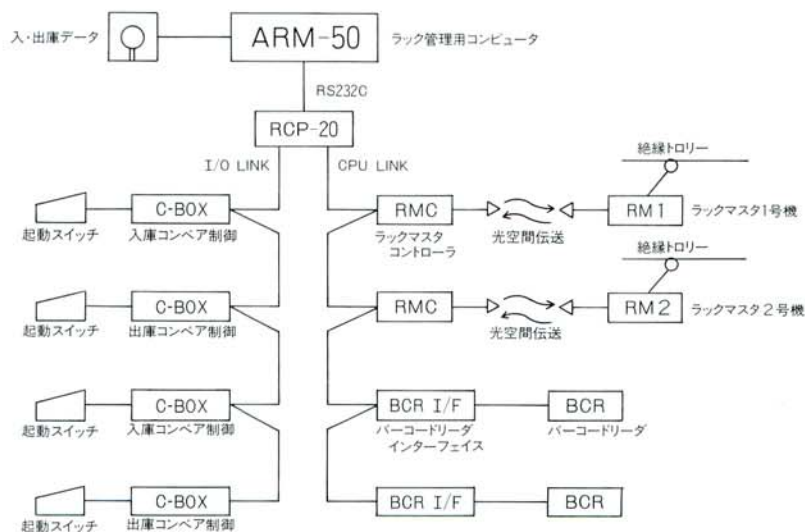 入・出庫データ
ARM-50
ラック管理用コンピュータ
RS232C
RCP-20
I/O LINK
CPU LINK
絶縁トロリー
C-BOX
RMC
RM1
ラックマスタ1号機
起動スイッチ
入庫コンベア制御
ラックマスタ
コントローラ
光空間伝送
絶縁トロリー
C-BOX
RMC
RM2
ラックマスタ2号機
起動スイッチ
出庫コンベア制御
光空間伝送
C-BOX
BCR I/F
BCR
起動スイッチ
入庫コンベア制御
バーコードリーダ
インターフェイス
バーコードリーダ
C-BOX
BCR I/F
BCR
起動スイッチ
出庫コンベア制御